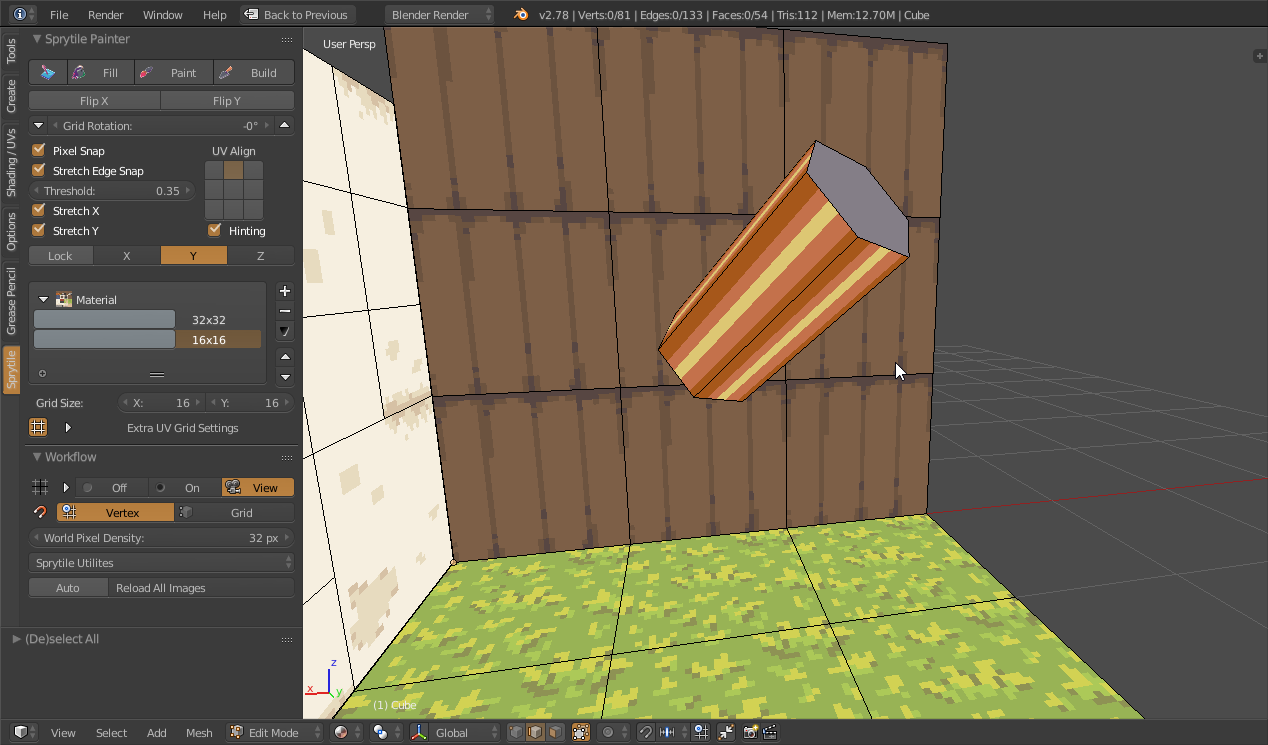 File Render Window Help Back to Previous Blender Render v2.78 | Verts:0/81 | Edges:0/133 | Faces:0/54 | Tris:112 | Mem:12.70M | Cube
Tools
Create
Shading / UVs
Options
Grease Pencil
Sprytile
Sprytile Painter
Fill Paint Build
Flip X Flip Y
Grid Rotation: -0°
Pixel Snap UV Align
Stretch Edge Snap
Threshold: 0.35
Stretch X
Stretch Y Hinting
Lock X Y Z
Material
32x32
16x16
Grid Size: X: 16 Y: 16
Extra UV Grid Settings
Workflow
Off On View
Vertex Grid
World Pixel Density: 32 px
Sprytile Utilites
Auto Reload All Images
(De)select All
User Persp
z
x y
(1) Cube
View Select Add Mesh Edit Mode Global